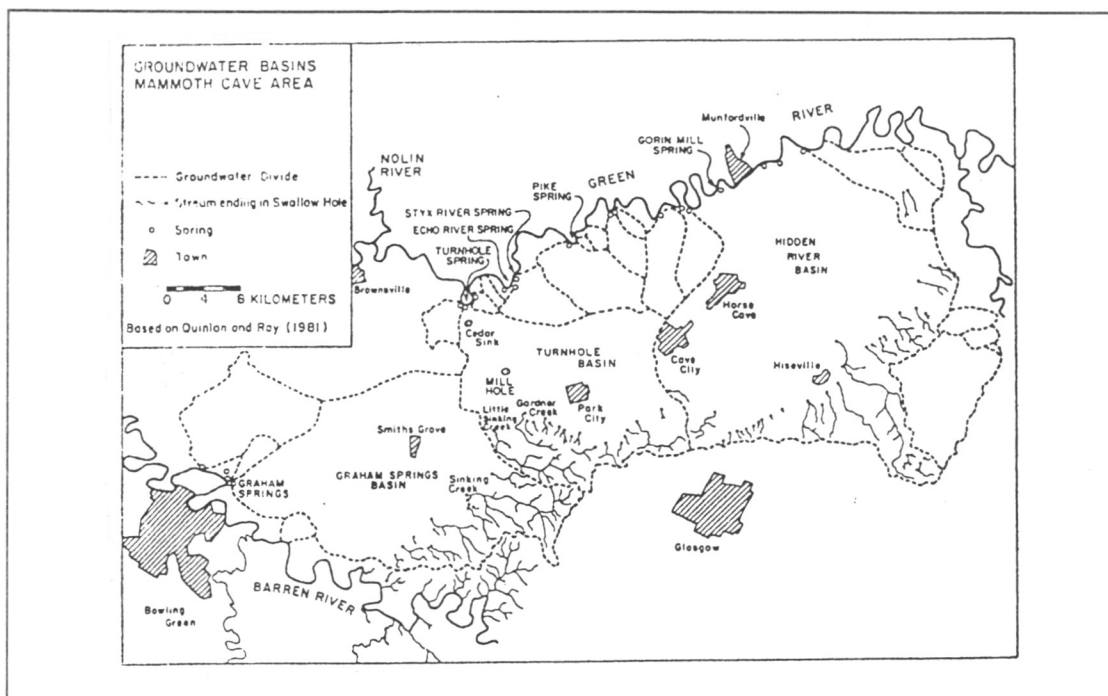 GROUNDWATER BASINS
MAMMOTH CAVE AREA
Groundwater Divide
Stream ending in Swallow Hole
Spring
Town
0 4 8 KILOMETERS
Based on Quinlan and Ray (1981)
NOLIN
RIVER
Brownsville
STYX RIVER SPRING
ECHO RIVER SPRING
TURNHOLE
SPRING
PIKE
SPRING
GREEN
RIVER
GORIN MILL
SPRING
Munfordville
HIDDEN
RIVER
BASIN
Horse
Cave
Cave
City
Hiseville
Cedar
Sink
TURNHOLE
BASIN
MILL
HOLE
Park
City
Little
Sinking
Creek
Gardner
Creek
Smiths Grove
GRAHAM SPRINGS
BASIN
Sinking
Creek
GRAHAM
SPRINGS
Glasgow
BARREN RIVER
Bowling
Green